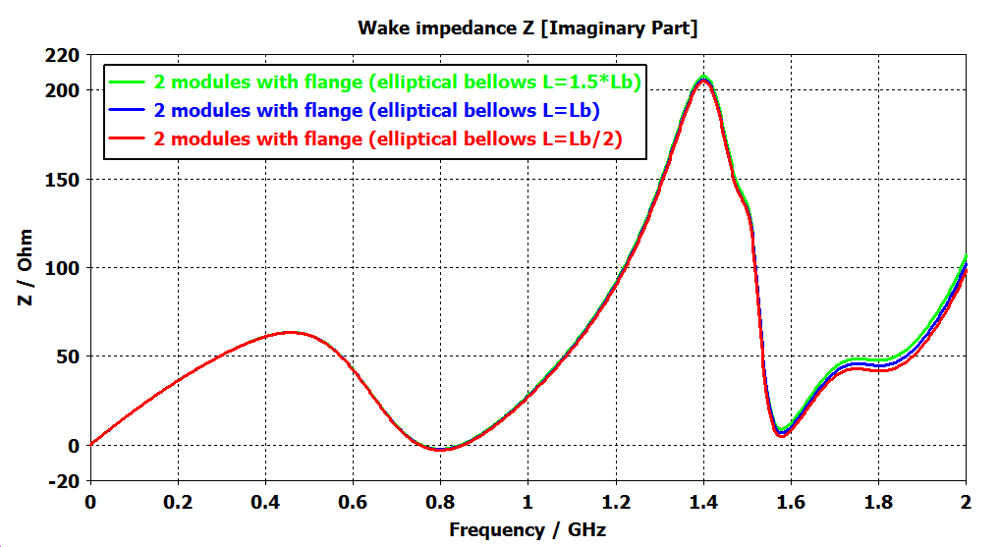 Wake impedance Z [Imaginary Part]
220
200
150
100
50
0
-20
Z / Ohm
2 modules with flange (elliptical bellows L=1.5*Lb)
2 modules with flange (elliptical bellows L=Lb)
2 modules with flange (elliptical bellows L=Lb/2)
0 0.2 0.4 0.6 0.8 1 1.2 1.4 1.6 1.8 2
Frequency / GHz